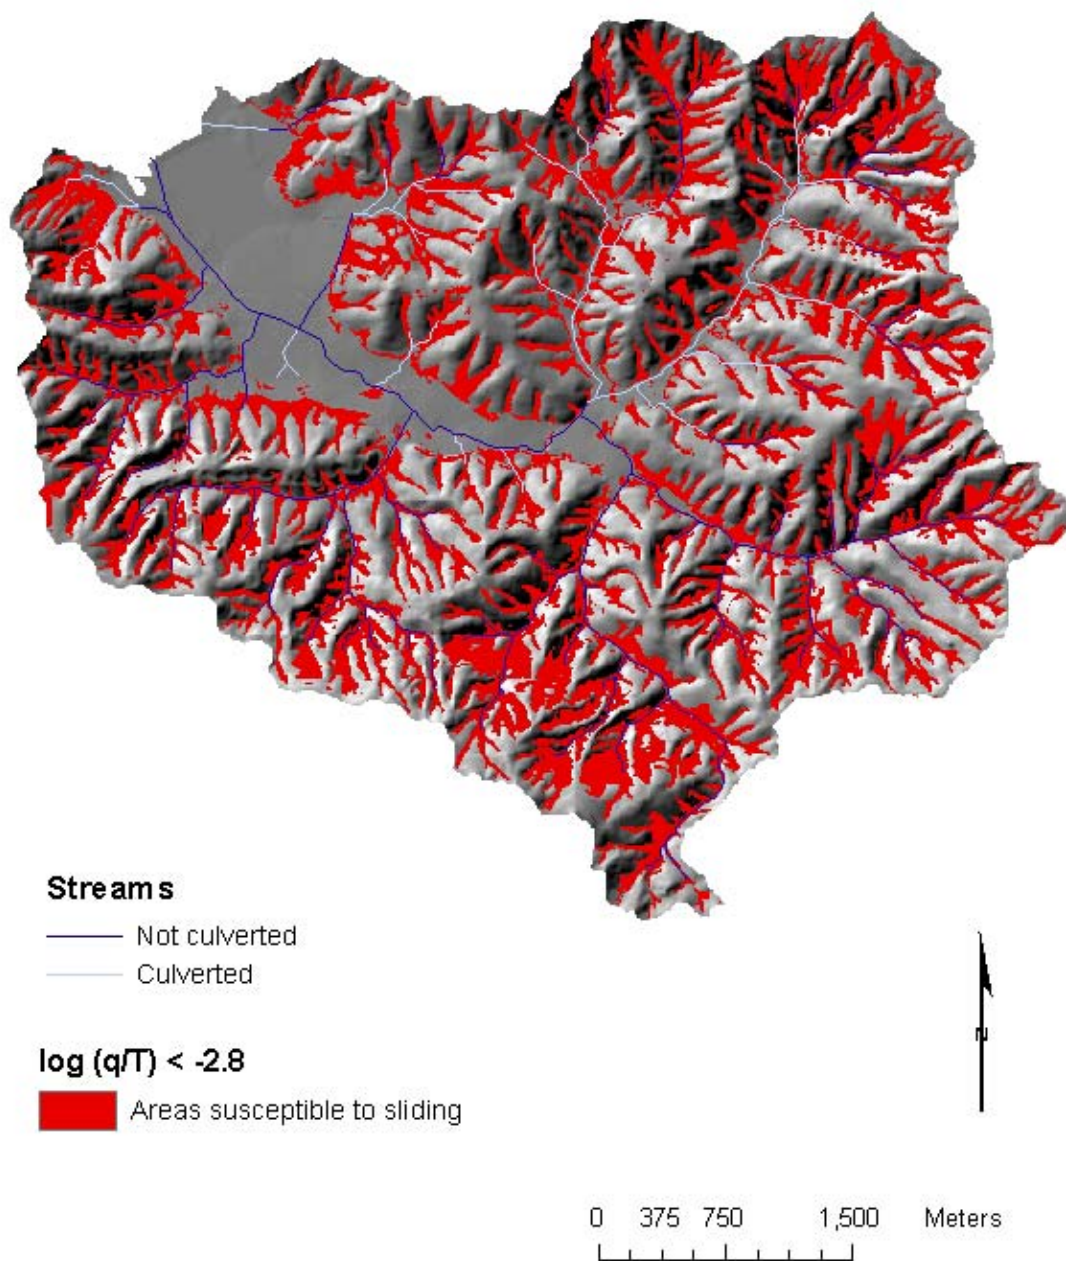 Streams
Not culverted
Culverted
log (q/T) < -2.8
Areas susceptible to sliding
N
0 375 750 1,500 Meters